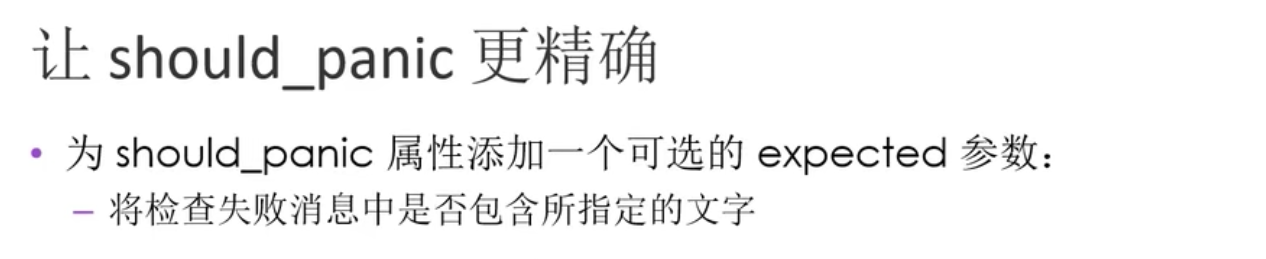 让 should_panic 更精确
• 为 should_panic 属性添加一个可选的 expected 参数：
– 将检查失败消息中是否包含所指定的文字